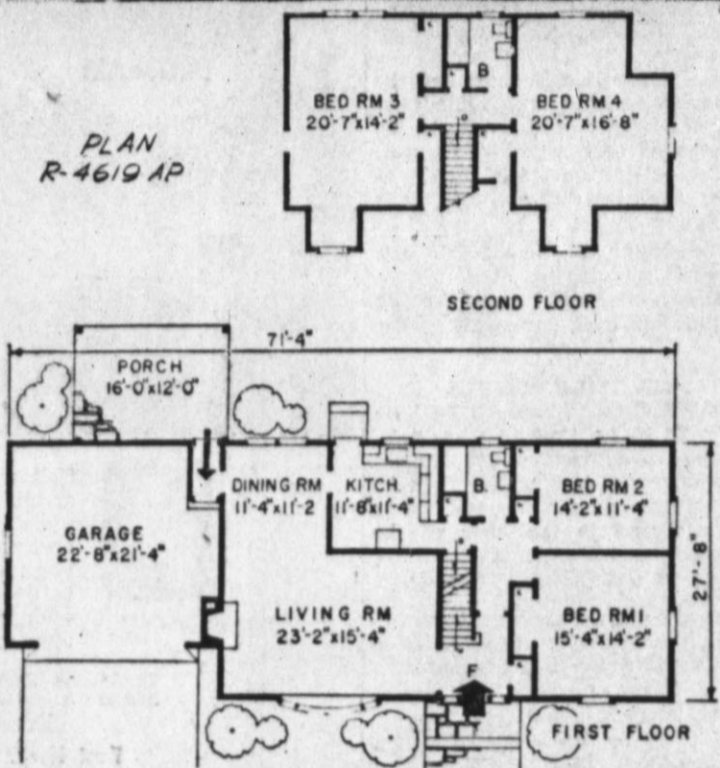 BED RM 3
20'-7"x14'-2"
B
BED RM 4
20'-7"x16'-8"
PLAN
R-4619 AP
SECOND FLOOR
71'-4"
PORCH
16'-0"x12'-0"
DINING RM
11'-4"x11'-2
KITCH.
11'-8"x11'-4"
B.
BED RM 2
14'-2"x11'-4"
GARAGE
22'-8"x21'-4"
27'-8"
LIVING RM
23'-2"x15'-4"
BED RM 1
15'-4"x14'-2"
F
FIRST FLOOR